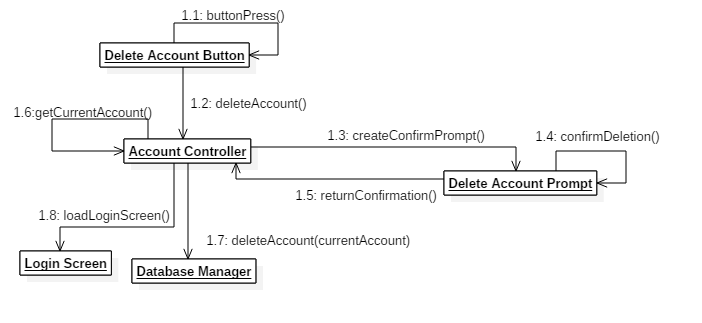 1.1: buttonPress()
Delete Account Button
1.2: deleteAccount()
1.6:getCurrentAccount()
1.3: createConfirmPrompt()
1.4: confirmDeletion()
Account Controller
Delete Account Prompt
1.5: returnConfirmation()
1.8: loadLoginScreen()
1.7: deleteAccount(currentAccount)
Login Screen
Database Manager